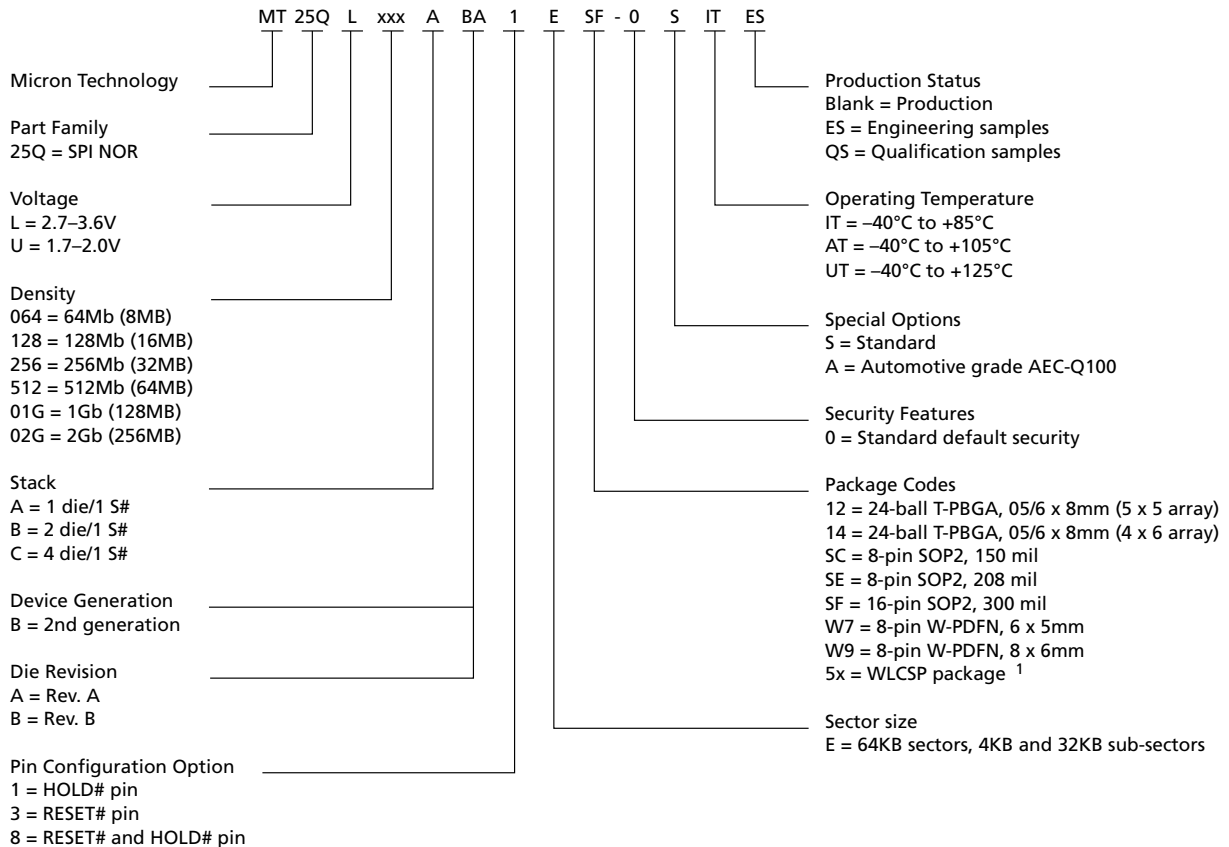 MT 25Q L xxx A BA 1 E SF - 0 S IT ES
Micron Technology
Part Family
25Q = SPI NOR
Voltage
L = 2.7–3.6V
U = 1.7–2.0V
Density
064 = 64Mb (8MB)
128 = 128Mb (16MB)
256 = 256Mb (32MB)
512 = 512Mb (64MB)
01G = 1Gb (128MB)
02G = 2Gb (256MB)
Stack
A = 1 die/1 S#
B = 2 die/1 S#
C = 4 die/1 S#
Device Generation
B = 2nd generation
Die Revision
A = Rev. A
B = Rev. B
Pin Configuration Option
1 = HOLD# pin
3 = RESET# pin
8 = RESET# and HOLD# pin
Production Status
Blank = Production
ES = Engineering samples
QS = Qualification samples
Operating Temperature
IT = –40°C to +85°C
AT = –40°C to +105°C
UT = –40°C to +125°C
Special Options
S = Standard
A = Automotive grade AEC-Q100
Security Features
0 = Standard default security
Package Codes
12 = 24-ball T-PBGA, 05/6 x 8mm (5 x 5 array)
14 = 24-ball T-PBGA, 05/6 x 8mm (4 x 6 array)
SC = 8-pin SOP2, 150 mil
SE = 8-pin SOP2, 208 mil
SF = 16-pin SOP2, 300 mil
W7 = 8-pin W-PDFN, 6 x 5mm
W9 = 8-pin W-PDFN, 8 x 6mm
5x = WLCSP package 1
Sector size
E = 64KB sectors, 4KB and 32KB sub-sectors